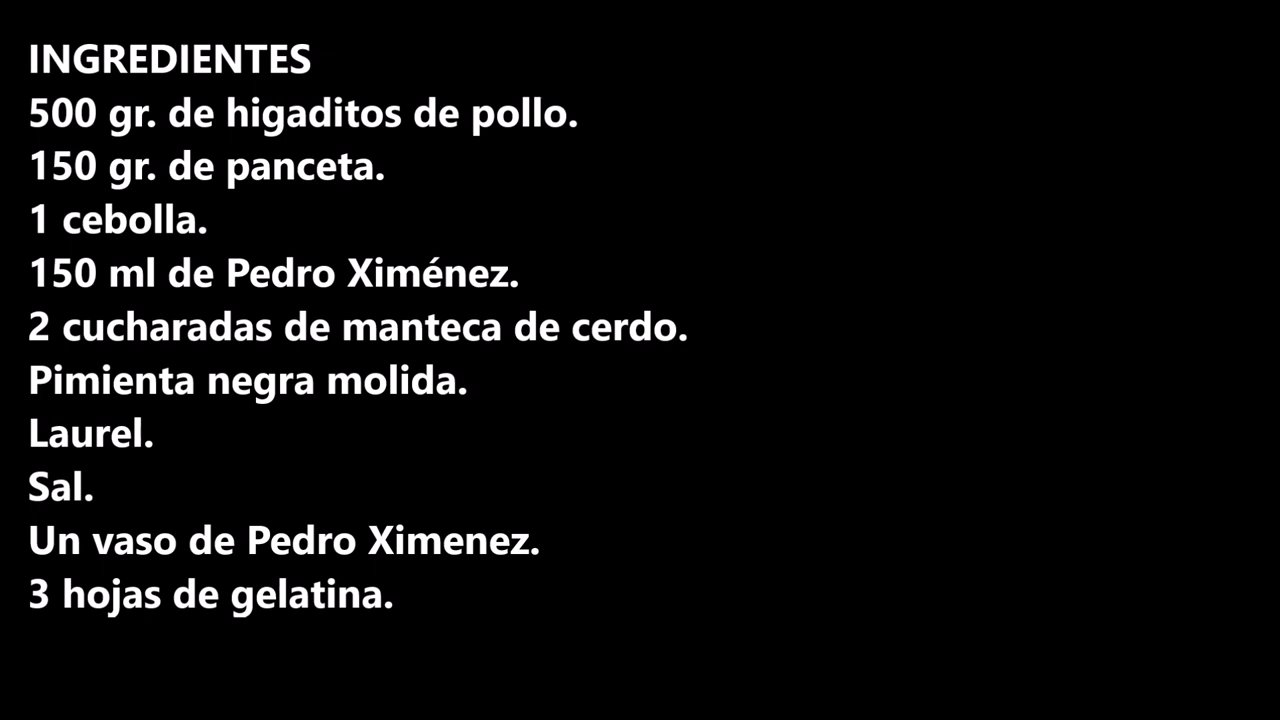 INGREDIENTES
500 gr. de higaditos de pollo.
150 gr. de panceta.
1 cebolla.
150 ml de Pedro Ximénez.
2 cucharadas de manteca de cerdo.
Pimienta negra molida.
Laurel.
Sal.
Un vaso de Pedro Ximenez.
3 hojas de gelatina.